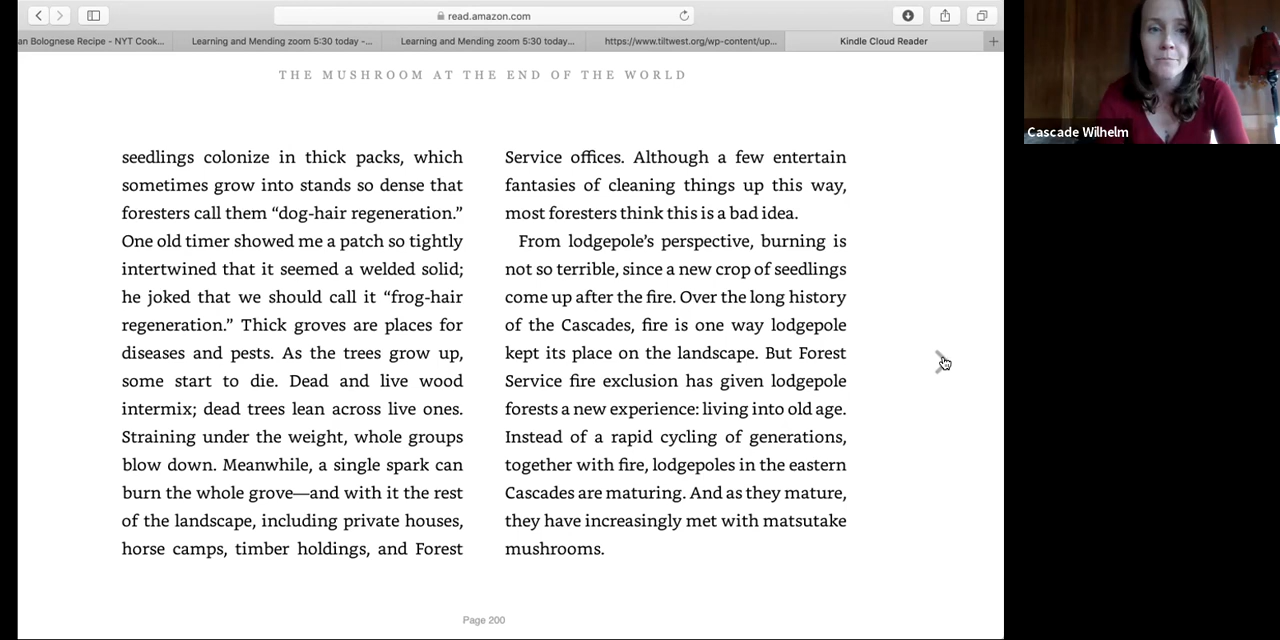 read.amazon.com
an Bolognese Recipe - NYT Cook...
Learning and Mending zoom 5:30 today -...
Learning and Mending zoom 5:30 today...
https://www.tiltwest.org/wp-content/up...
Kindle Cloud Reader
THE MUSHROOM AT THE END OF THE WORLD
seedlings colonize in thick packs, which
sometimes grow into stands so dense that
foresters call them “dog-hair regeneration.”
One old timer showed me a patch so tightly
intertwined that it seemed a welded solid;
he joked that we should call it “frog-hair
regeneration.” Thick groves are places for
diseases and pests. As the trees grow up,
some start to die. Dead and live wood
intermix; dead trees lean across live ones.
Straining under the weight, whole groups
blow down. Meanwhile, a single spark can
burn the whole grove—and with it the rest
of the landscape, including private houses,
horse camps, timber holdings, and Forest
Service offices. Although a few entertain
fantasies of cleaning things up this way,
most foresters think this is a bad idea.
From lodgepole’s perspective, burning is
not so terrible, since a new crop of seedlings
come up after the fire. Over the long history
of the Cascades, fire is one way lodgepole
kept its place on the landscape. But Forest
Service fire exclusion has given lodgepole
forests a new experience: living into old age.
Instead of a rapid cycling of generations,
together with fire, lodgepoles in the eastern
Cascades are maturing. And as they mature,
they have increasingly met with matsutake
mushrooms.
Page 200
Cascade Wilhelm